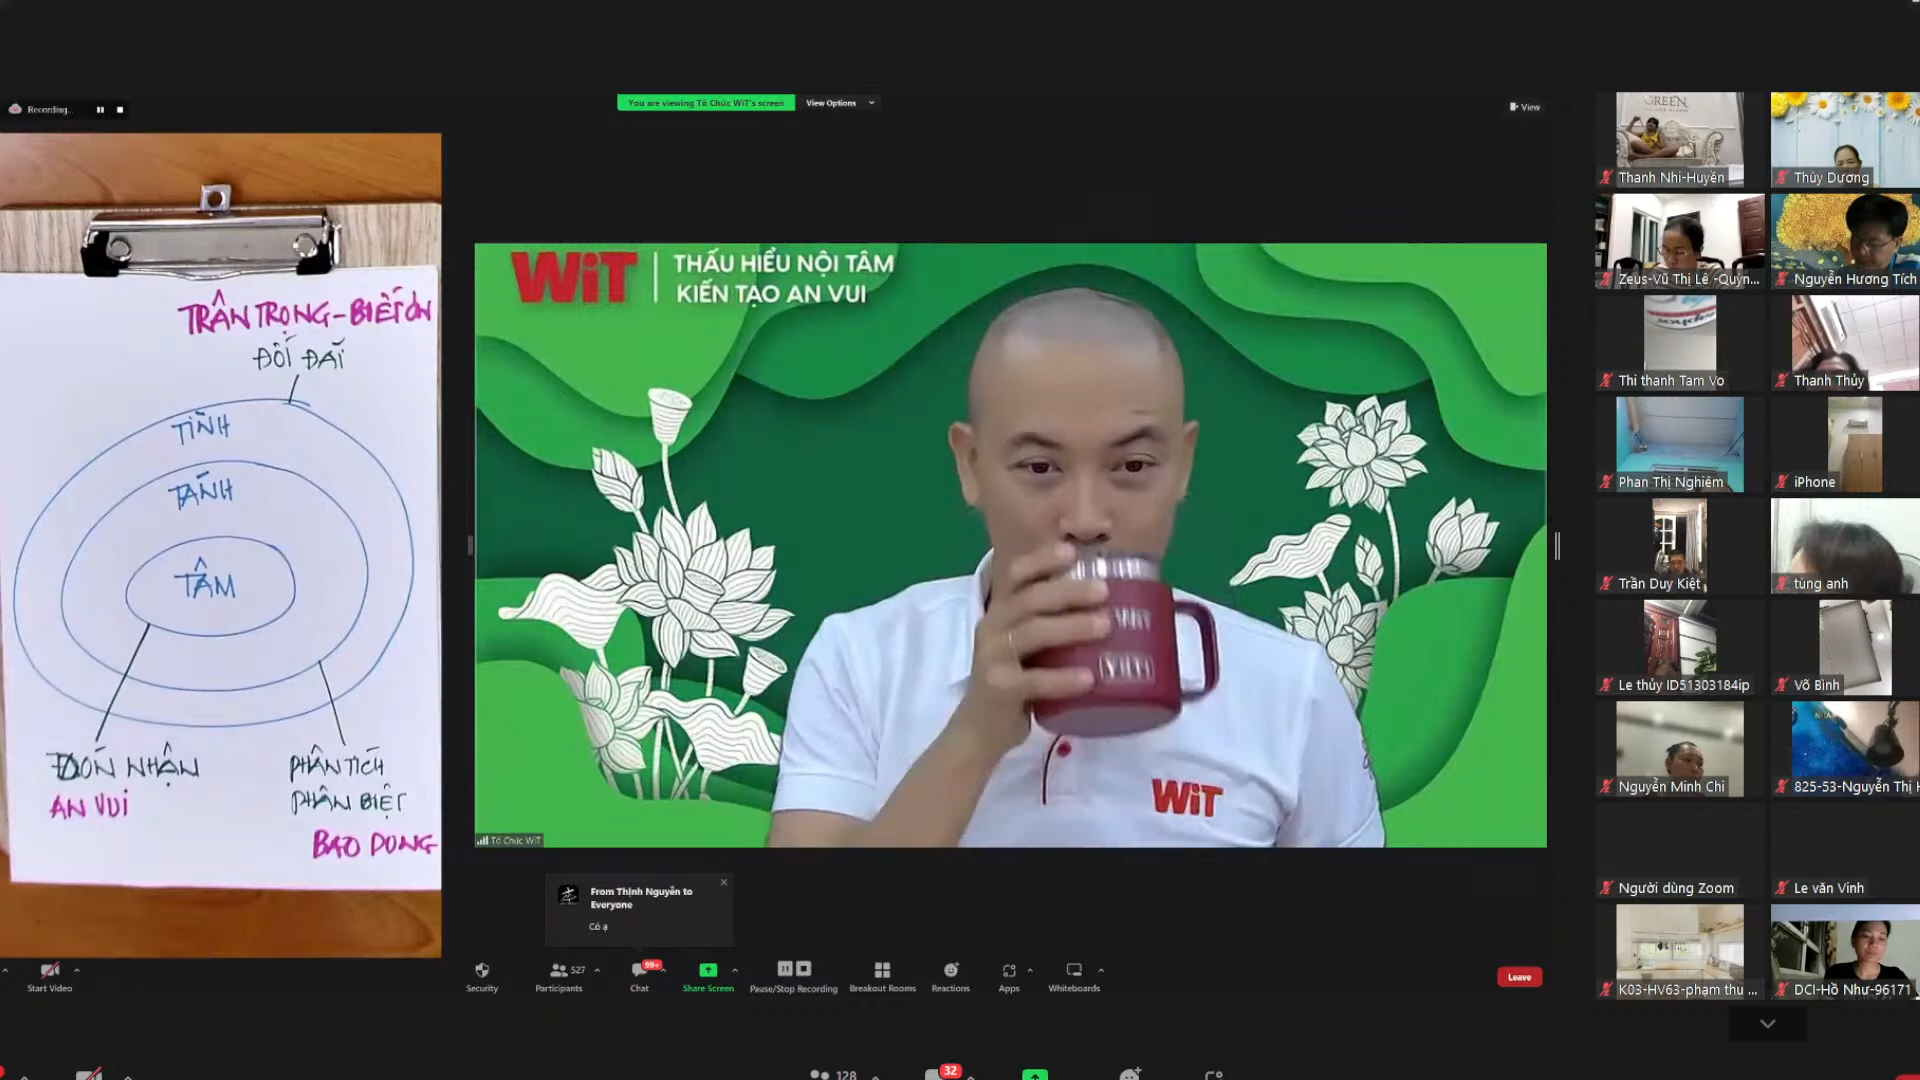 Recording...
You are viewing Tổ Chức WiT's screen
View Options
View
TRÂN TRỌNG - BIẾT ƠN
ĐỐI ĐÃI
TÌNH
TÁNH
TÂM
ĐÓN NHẬN
AN VUI
PHÂN TÍCH
PHÂN BIỆT
BAO DUNG
WiT
THẤU HIỂU NỘI TÂM
KIẾN TẠO AN VUI
WiT
Tổ Chức WiT
From Thịnh Nguyễn to
Everyone
Có ạ
Start Video
Security
527
Participants
99+
Chat
Share Screen
Pause/Stop Recording
Breakout Rooms
Reactions
Apps
Whiteboards
Leave
GREEN
Thanh Nhi-Huyền
Thùy Dương
Zeus-Vũ Thị Lê -Quỳn...
Nguyễn Hương Tích
Thi thanh Tam Vo
Thanh Thủy
Phan Thị Nghiêm
iPhone
Trần Duy Kiệt
tùng anh
Le thủy ID51303184ip
Võ Bình
Nguyễn Minh Chi
825-53-Nguyễn Thị H
Người dùng Zoom
Le văn Vinh
K03-HV63-phạm thu ...
DCI-Hồ Như-96171
128
32